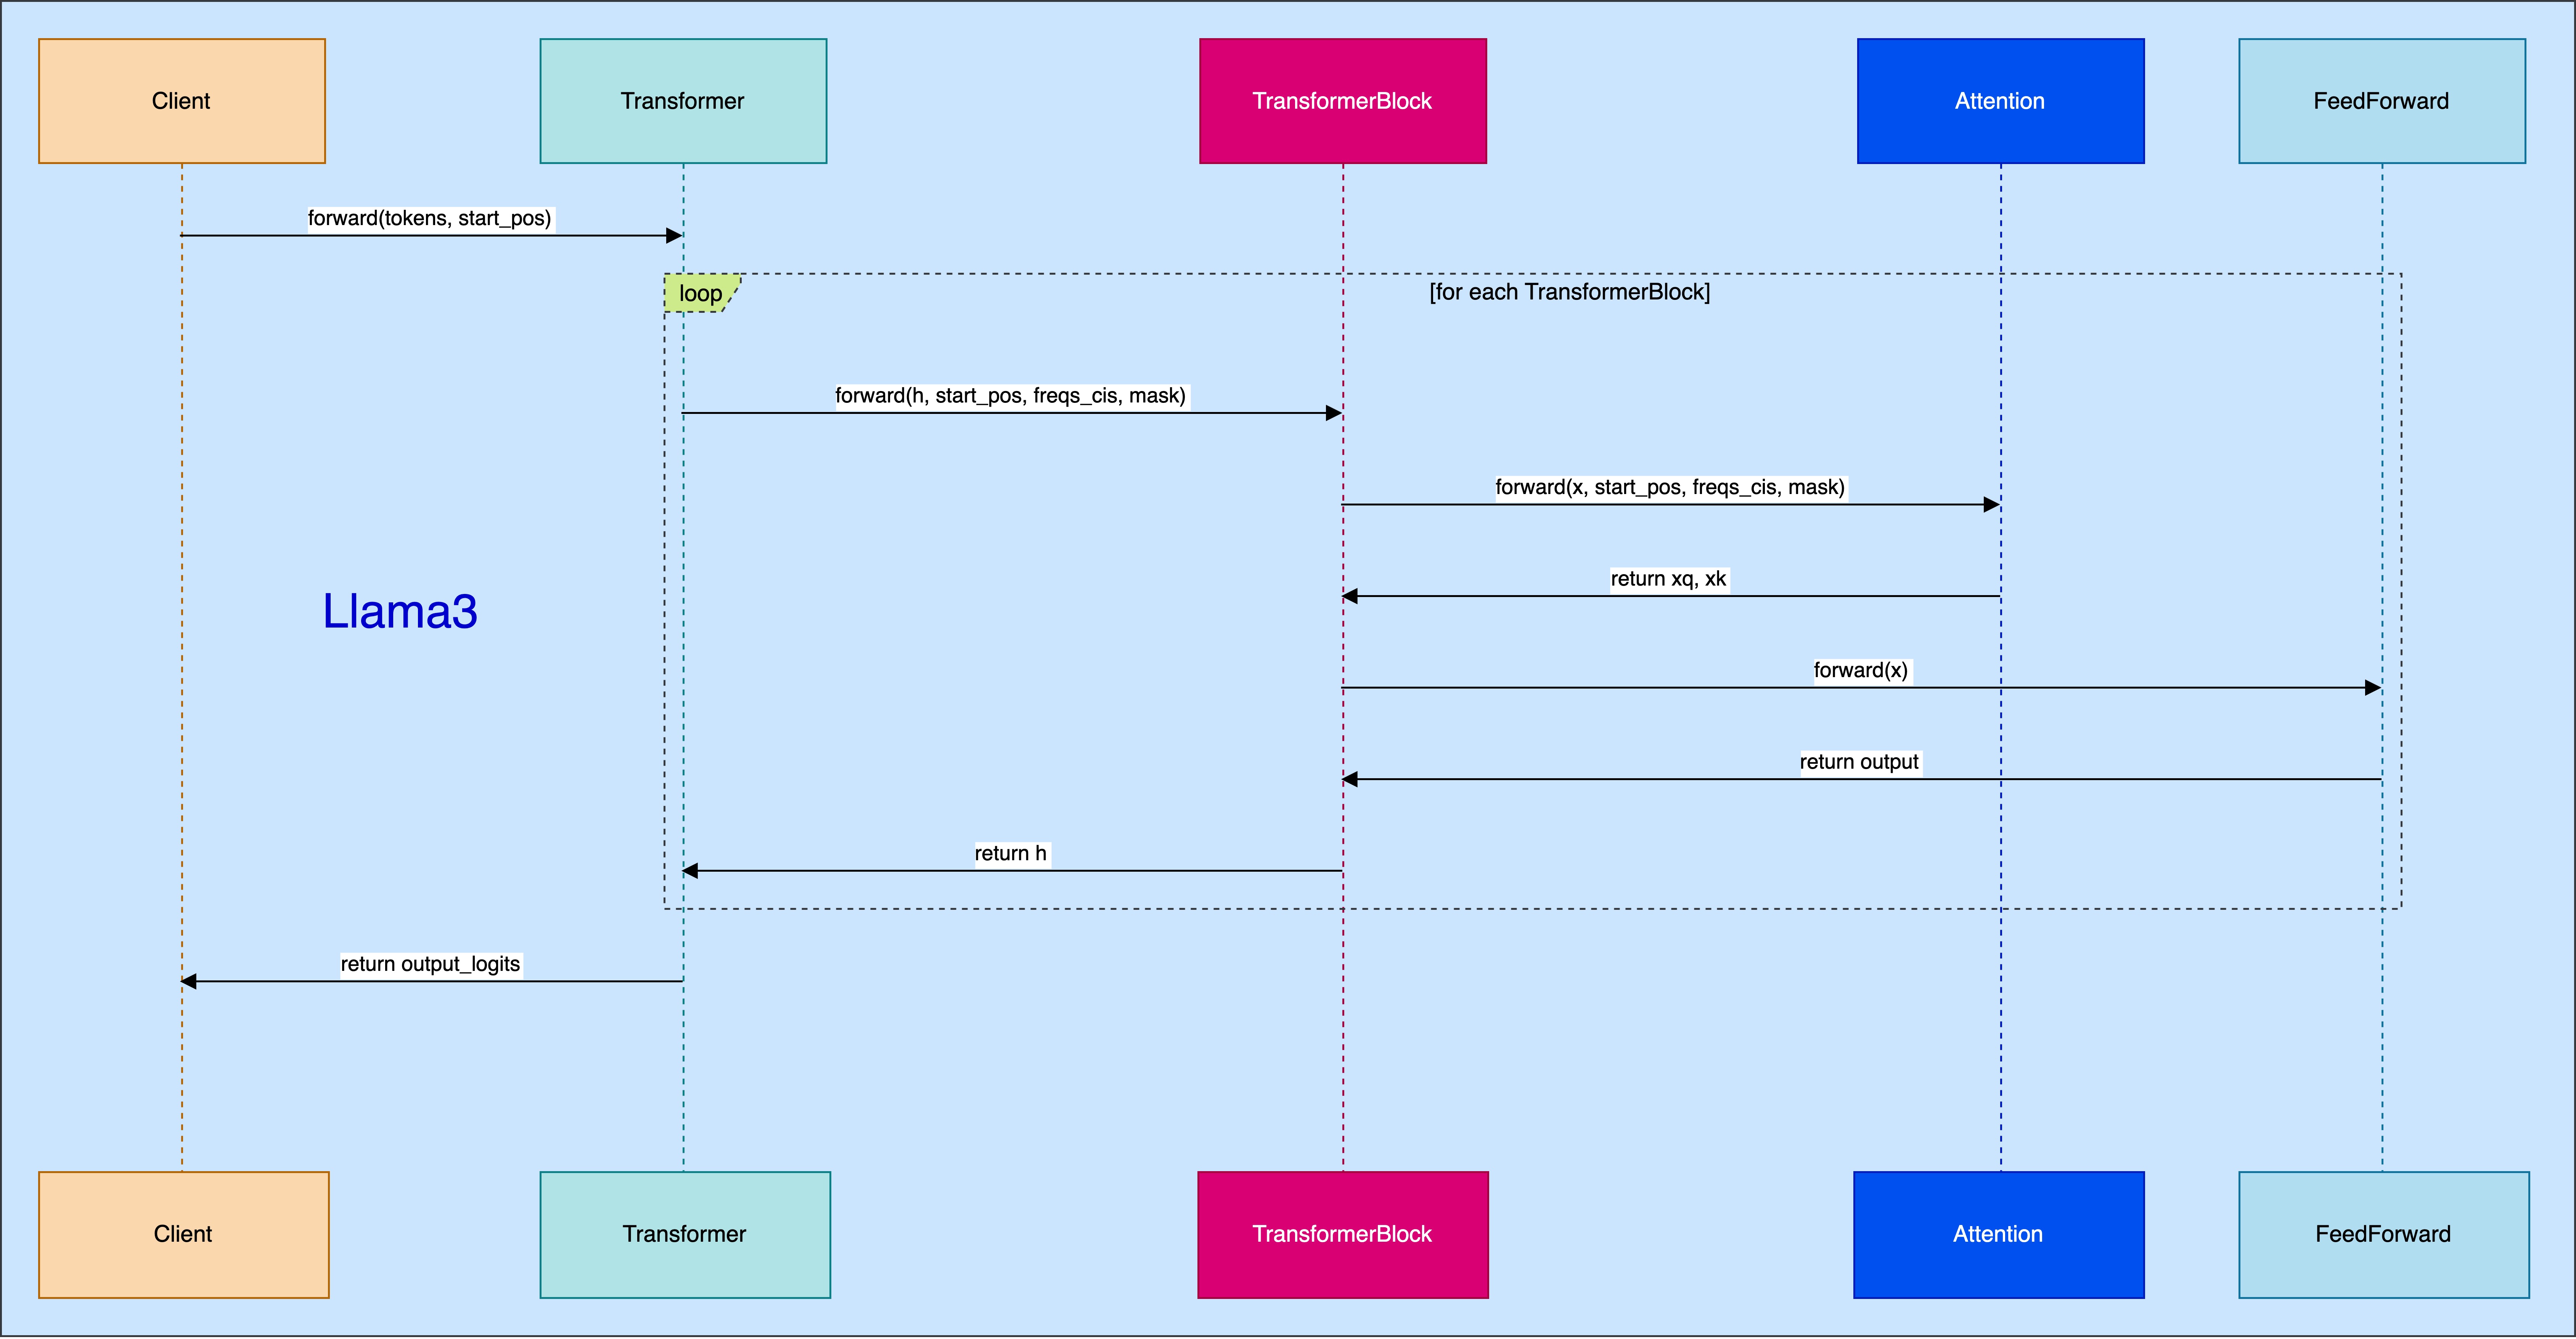 Client
Transformer
TransformerBlock
Attention
FeedForward
forward(tokens, start_pos)
loop
[for each TransformerBlock]
forward(h, start_pos, freqs_cis, mask)
forward(x, start_pos, freqs_cis, mask)
return xq, xk
Llama3
forward(x)
return output
return h
return output_logits
Client
Transformer
TransformerBlock
Attention
FeedForward